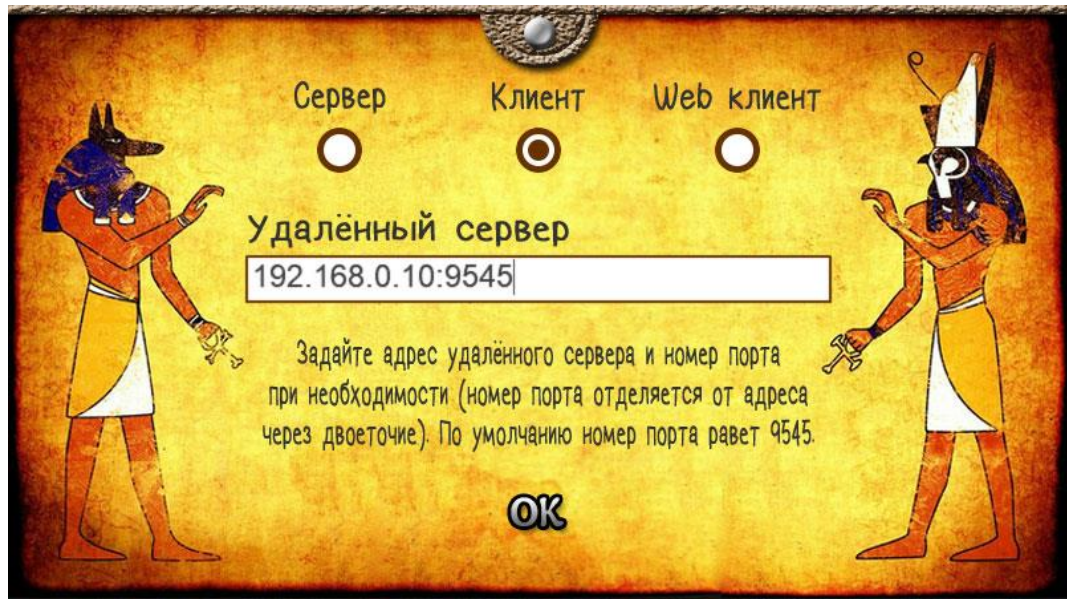 Сервер Клиент Web клиент
Удалённый сервер
192.168.0.10:9545
Задайте адрес удалённого сервера и номер порта
при необходимости (номер порта отделяется от адреса
через двоеточие). По умолчанию номер порта равет 9545.
OK